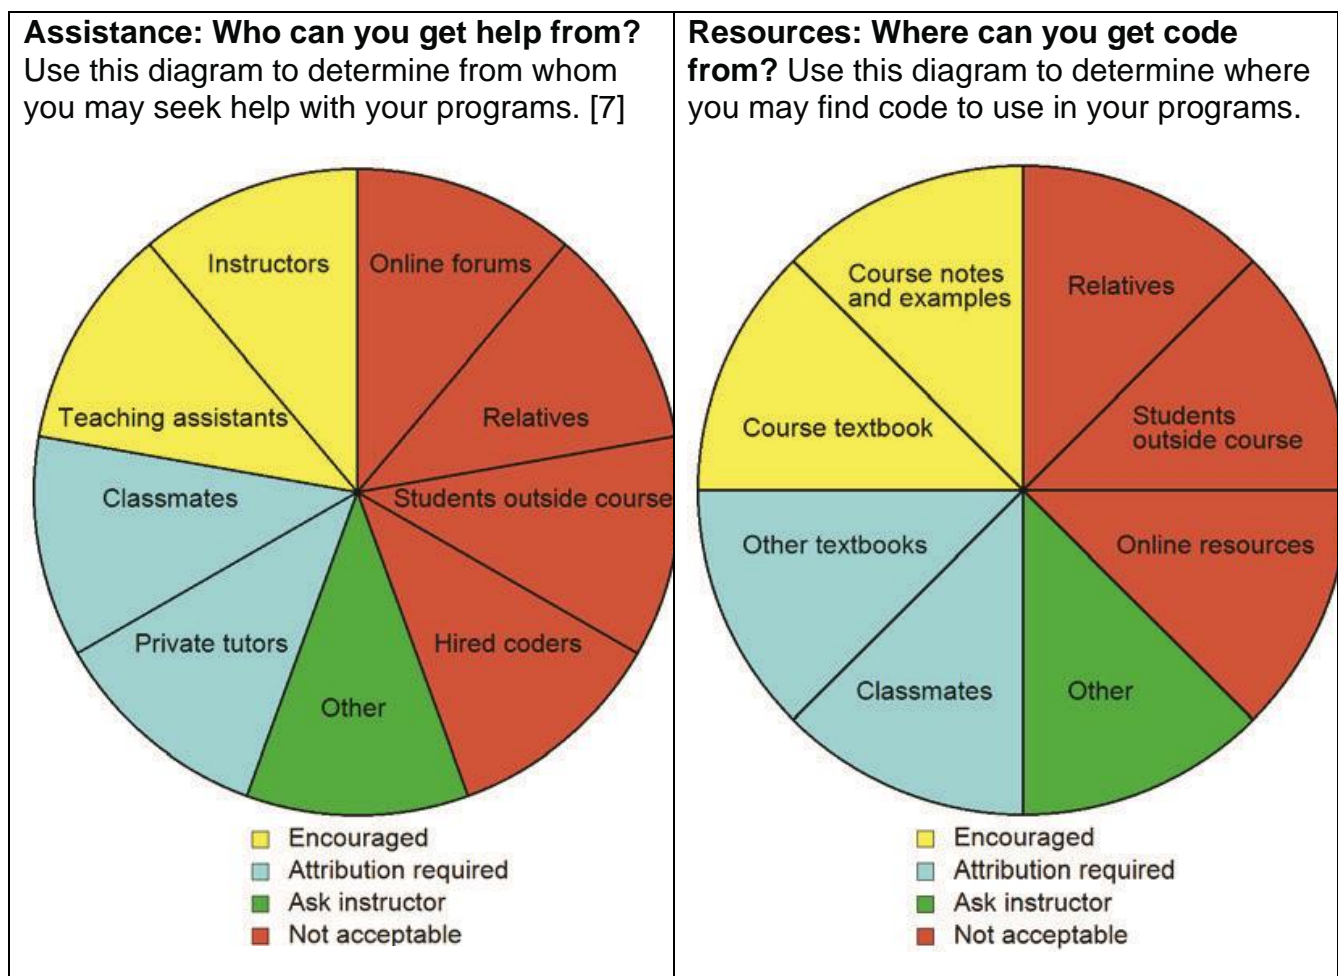 Assistance: Who can you get help from?
Use this diagram to determine from whom
you may seek help with your programs. [7]
Instructors
Online forums
Teaching assistants
Relatives
Classmates
Students outside course
Private tutors
Hired coders
Other
Encouraged
Attribution required
Ask instructor
Not acceptable
Resources: Where can you get code
from? Use this diagram to determine where
you may find code to use in your programs.
Course notes
and examples
Relatives
Course textbook
Students
outside course
Other textbooks
Online resources
Classmates
Other
Encouraged
Attribution required
Ask instructor
Not acceptable